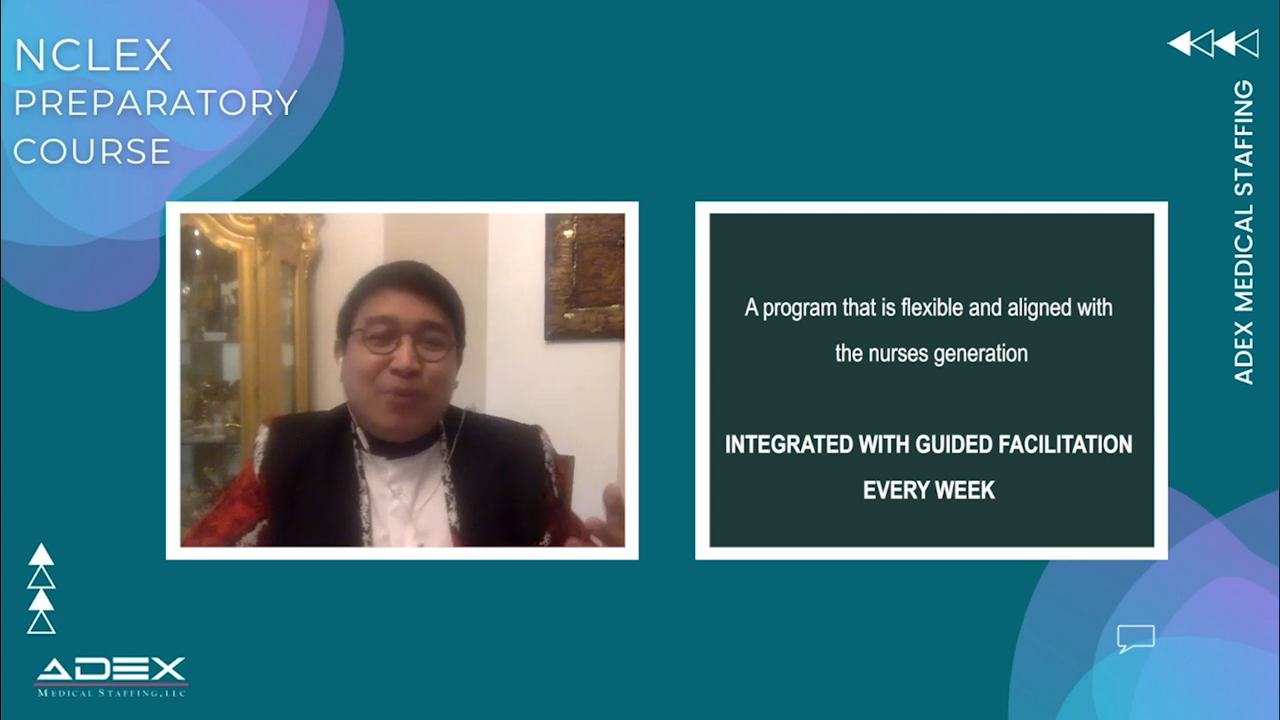 NCLEX
PREPARATORY
COURSE
ADEX MEDICAL STAFFING
A program that is flexible and aligned with
the nurses generation
INTEGRATED WITH GUIDED FACILITATION
EVERY WEEK
ADEX
MEDICAL STAFFING, LLC